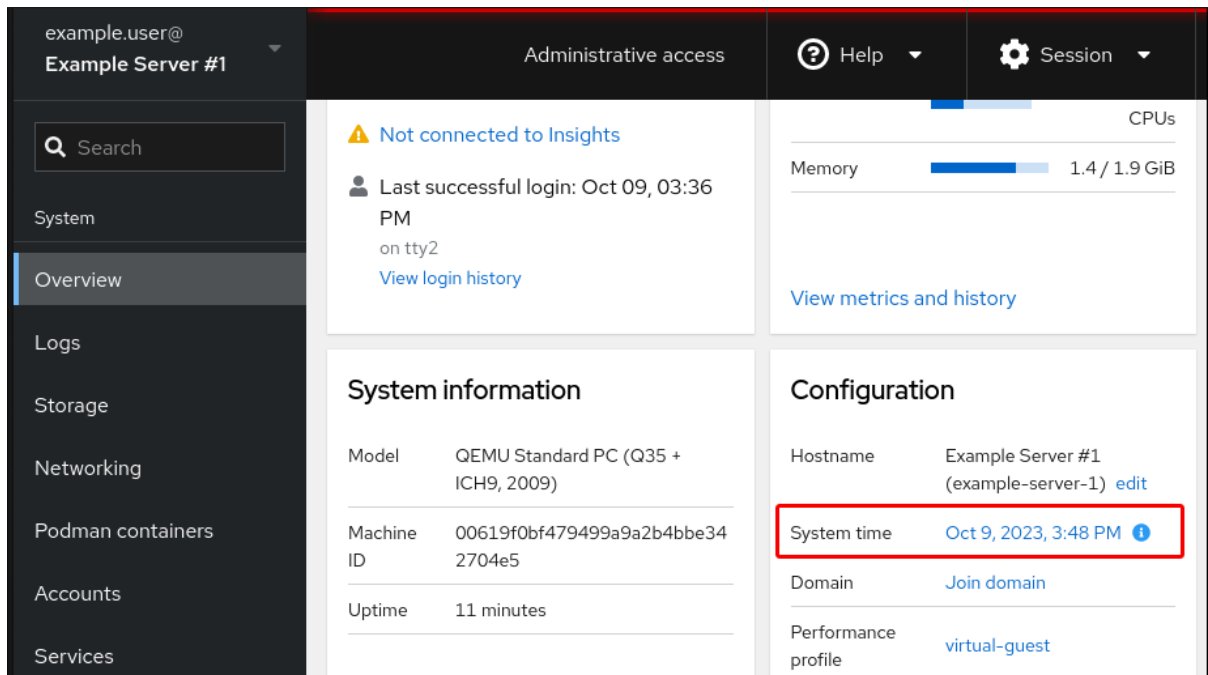 example.user@
Example Server #1
Administrative access
Help
Session
Search
System
Overview
Logs
Storage
Networking
Podman containers
Accounts
Services
Not connected to Insights
Last successful login: Oct 09, 03:36
PM
on tty2
View login history
CPUs
Memory 1.4 / 1.9 GiB
View metrics and history
System information
Model QEMU Standard PC (Q35 +
ICH9, 2009)
Machine 00619f0bf479499a9a2b4bbe34
ID 2704e5
Uptime 11 minutes
Configuration
Hostname Example Server #1
(example-server-1) edit
System time Oct 9, 2023, 3:48 PM
Domain Join domain
Performance
profile virtual-guest